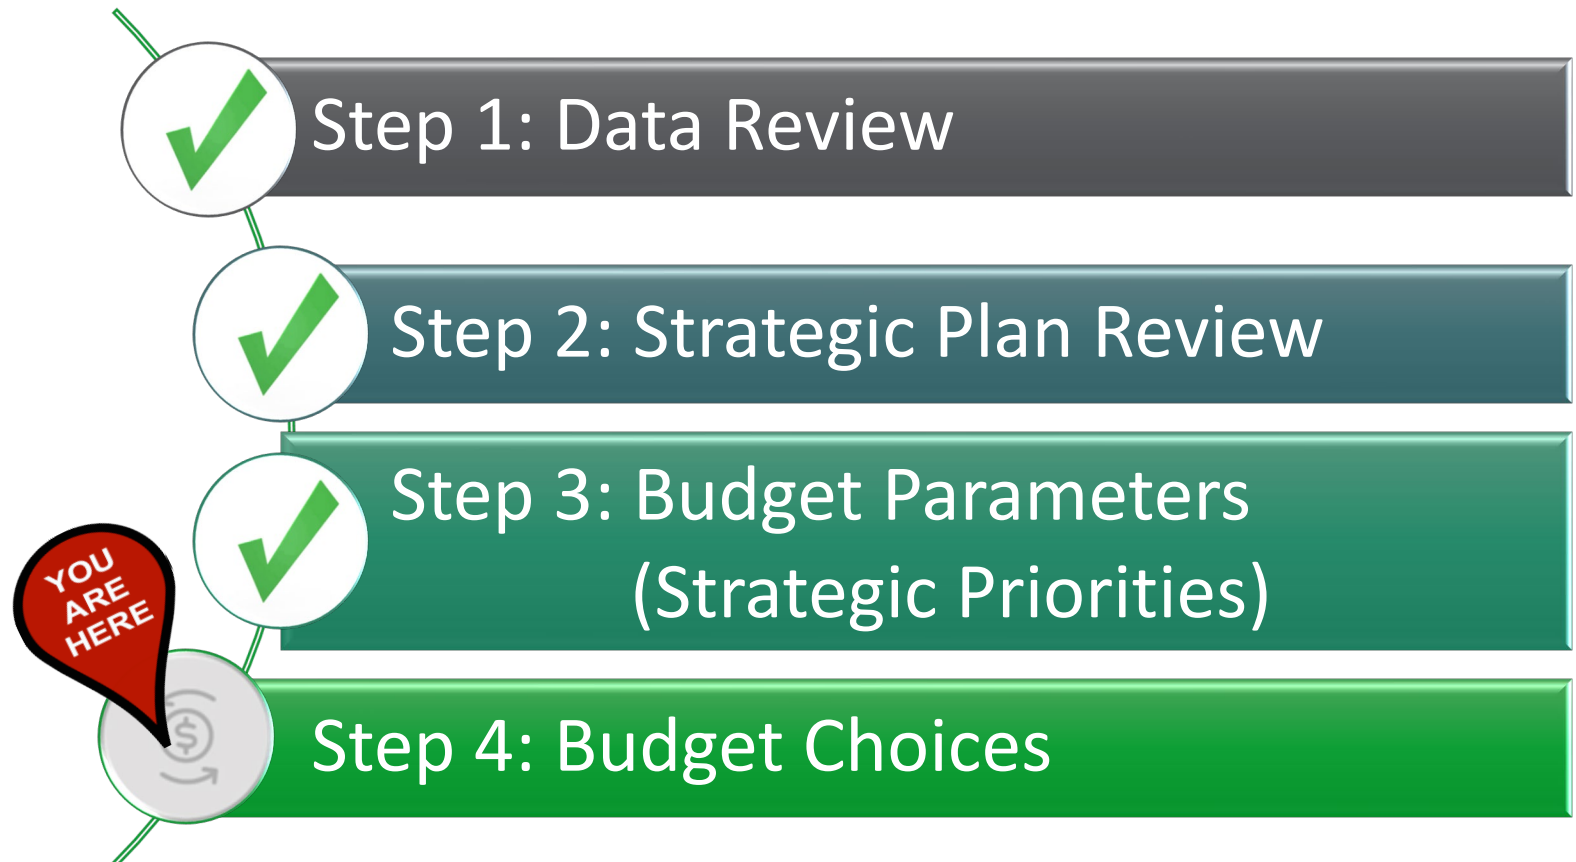 Step 1: Data Review
Step 2: Strategic Plan Review
Step 3: Budget Parameters
(Strategic Priorities)
YOU
ARE
HERE
$
Step 4: Budget Choices